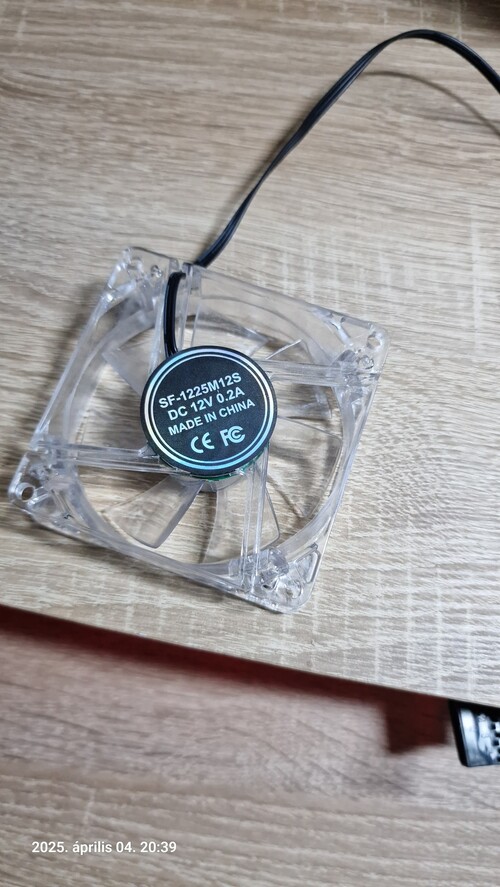 SF-1225M12S
DC 12V 0.2A
MADE IN CHINA
CE FC
2025. április 04. 20:39